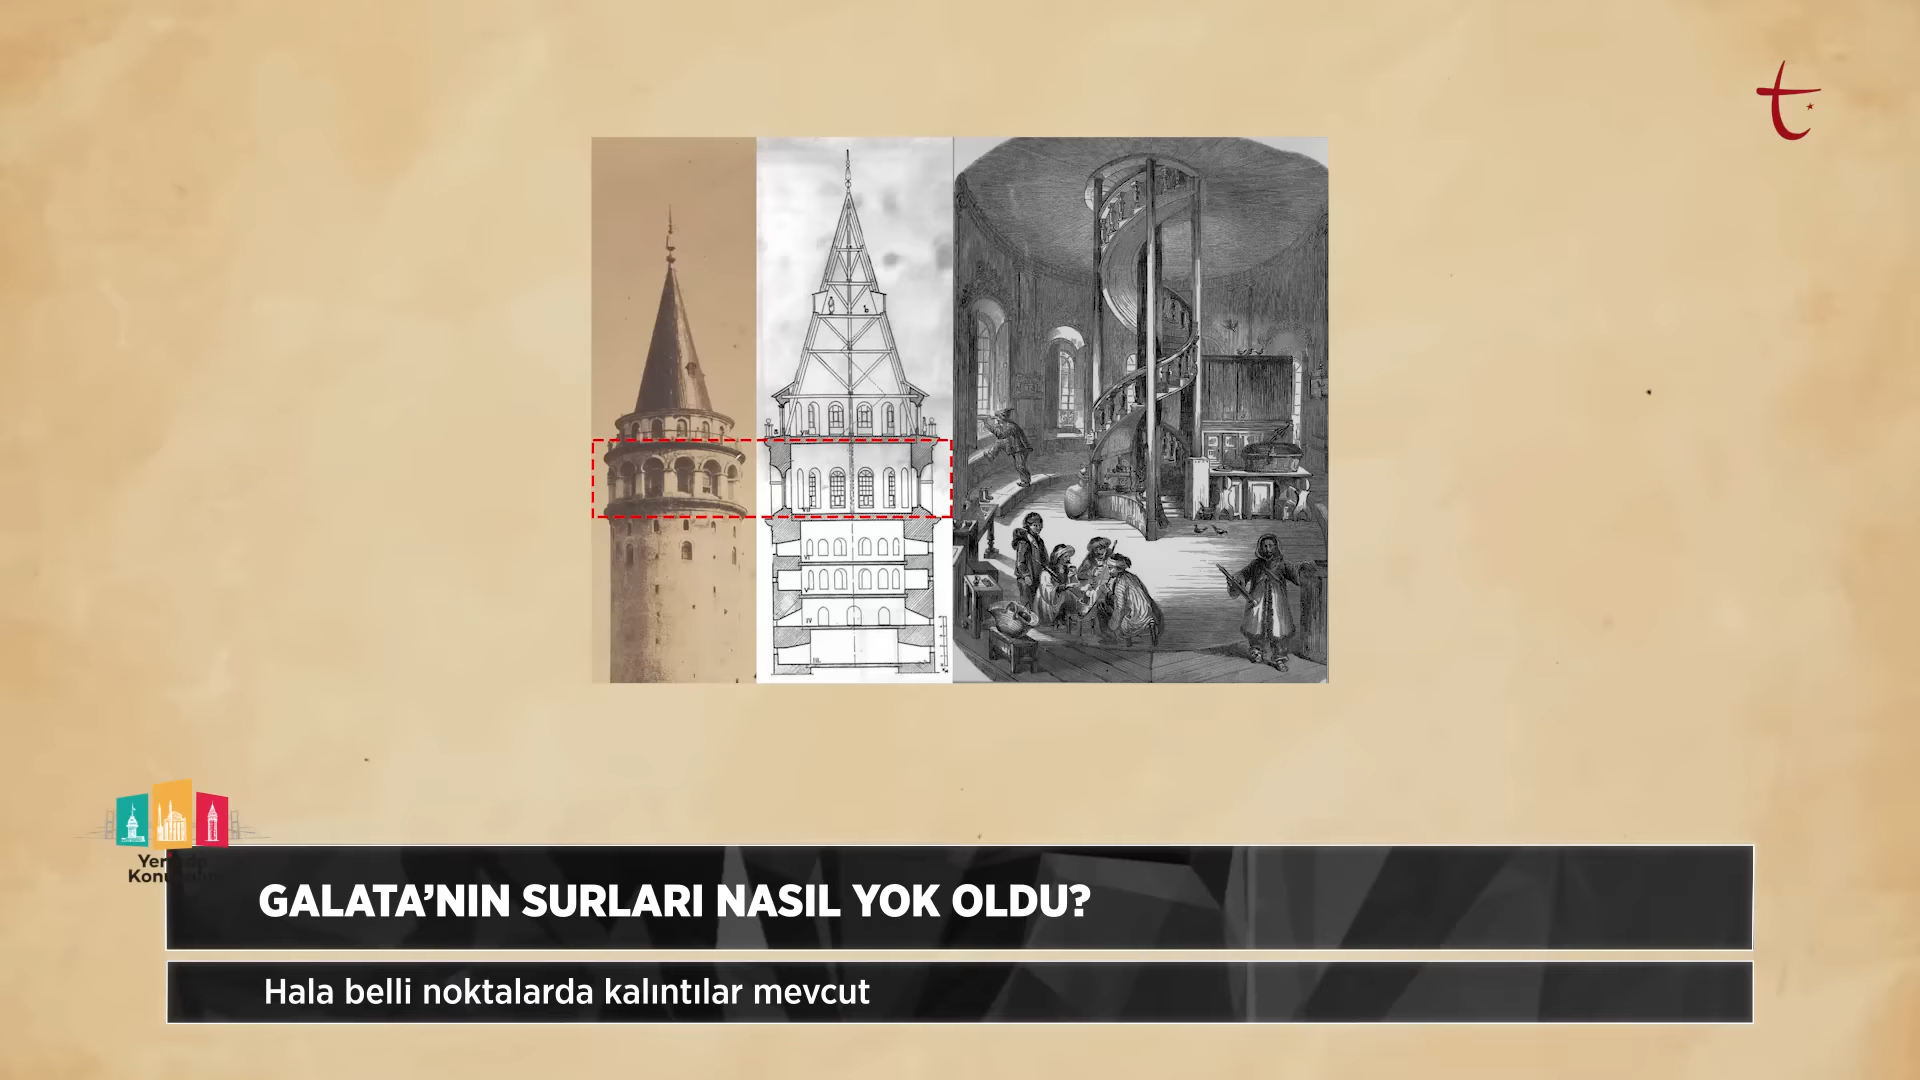 GALATA’NIN SURLARI NASIL YOK OLDU?
Hala belli noktalarda kalıntılar mevcut